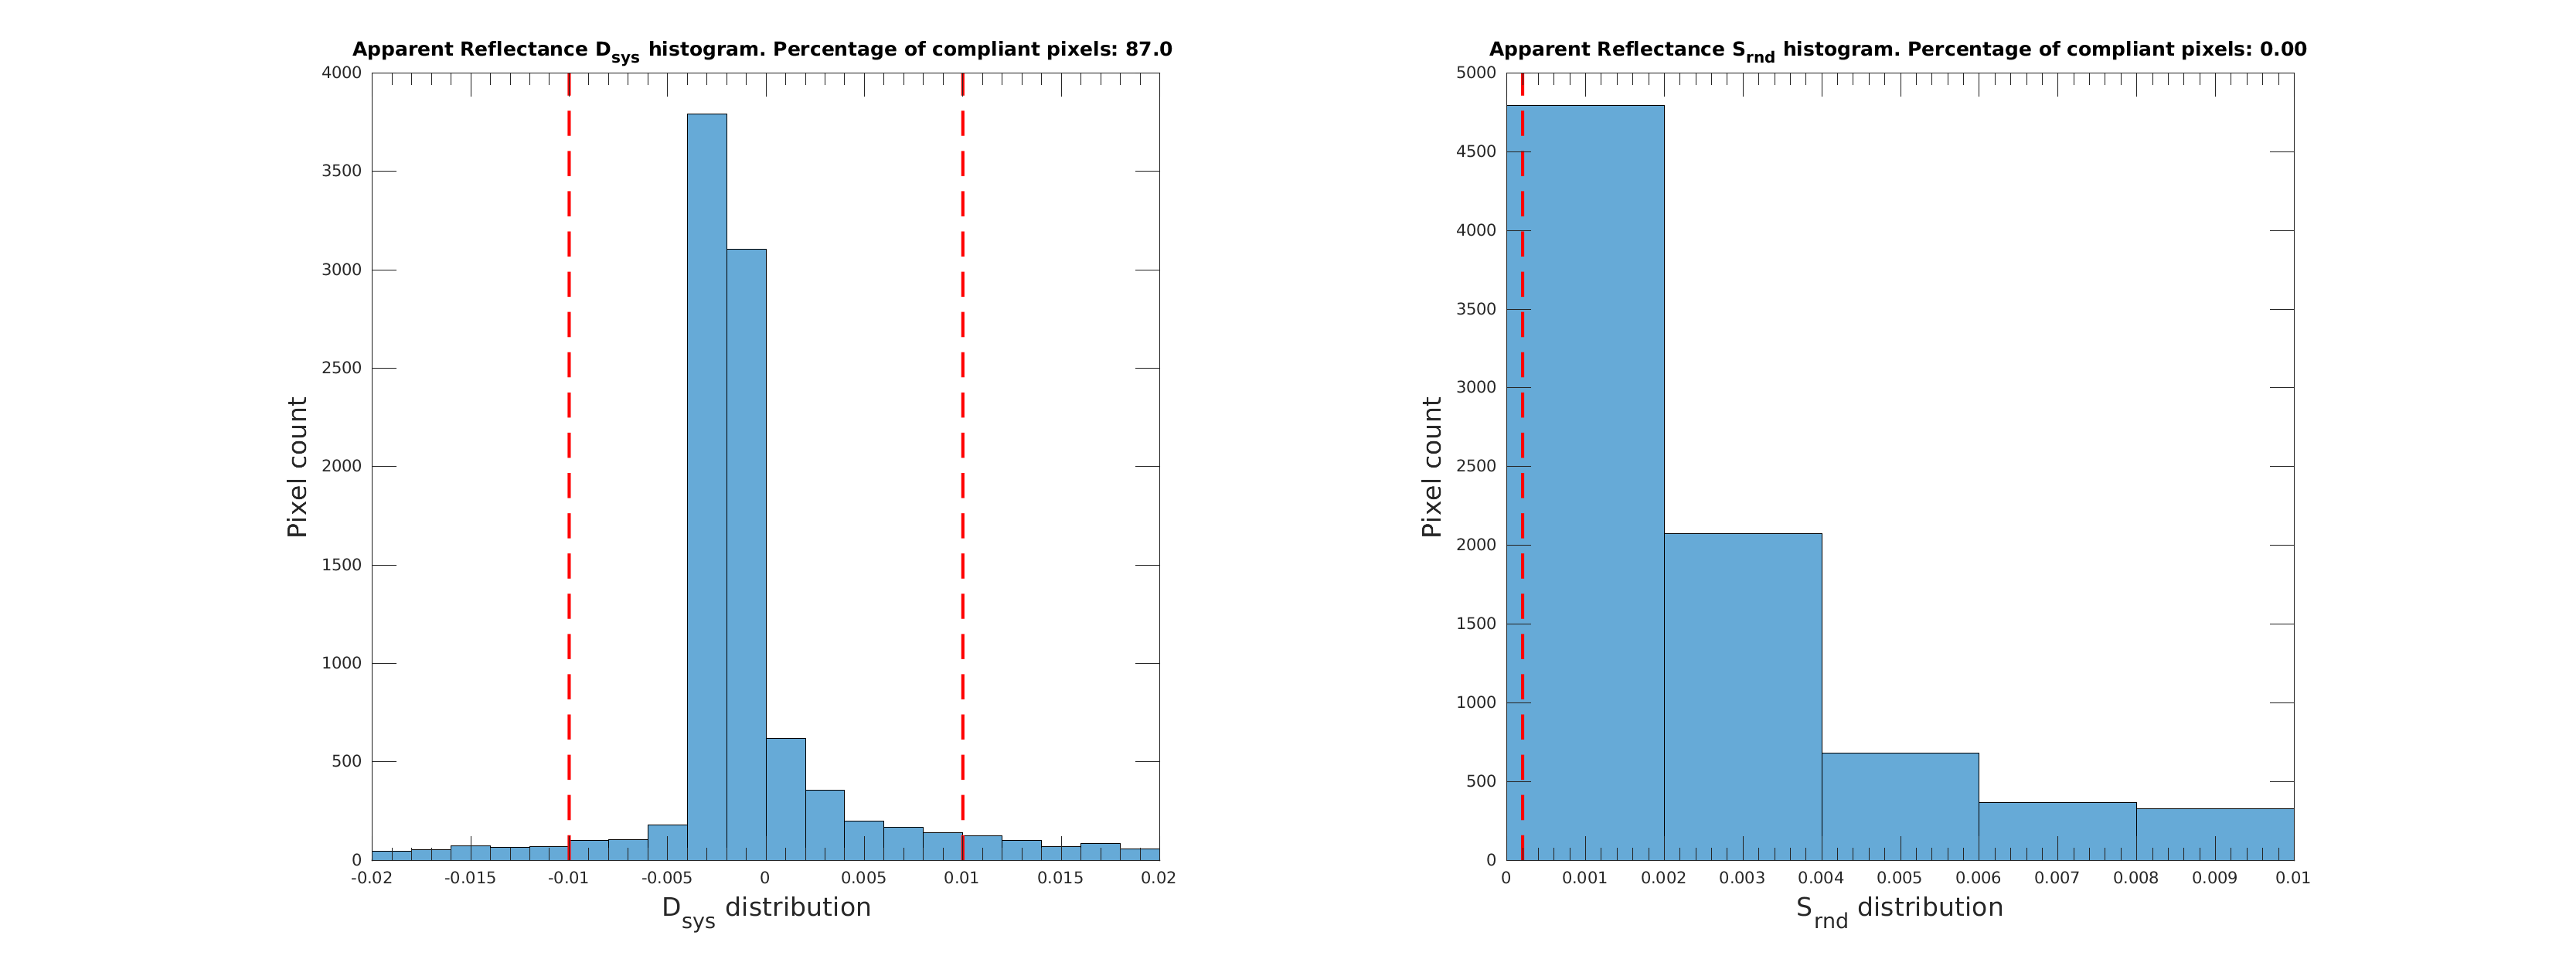 Apparent Reflectance Dsys histogram. Percentage of compliant pixels: 87.0
4000
3500
3000
2500
2000
1500
1000
500
0
Pixel count
-0.02 -0.015 -0.01 -0.005 0 0.005 0.01 0.015 0.02
Dsys distribution
Apparent Reflectance Srnd histogram. Percentage of compliant pixels: 0.00
5000
4500
4000
3500
3000
2500
2000
1500
1000
500
0
Pixel count
0 0.001 0.002 0.003 0.004 0.005 0.006 0.007 0.008 0.009 0.01
Srnd distribution